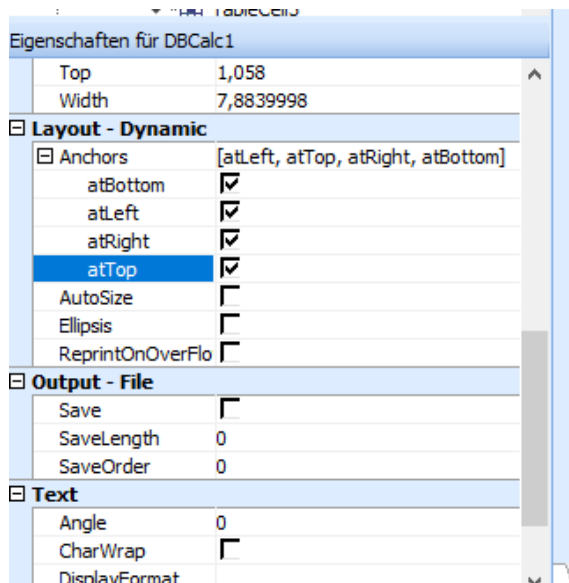 TableCell5
Eigenschaften für DBCalc1
Top 1,058
Width 7,8839998
Layout - Dynamic
Anchors [atLeft, atTop, atRight, atBottom]
atBottom
atLeft
atRight
atTop
AutoSize
Ellipsis
ReprintOnOverFlo
Output - File
Save
SaveLength 0
SaveOrder 0
Text
Angle 0
CharWrap
DisplayFormat